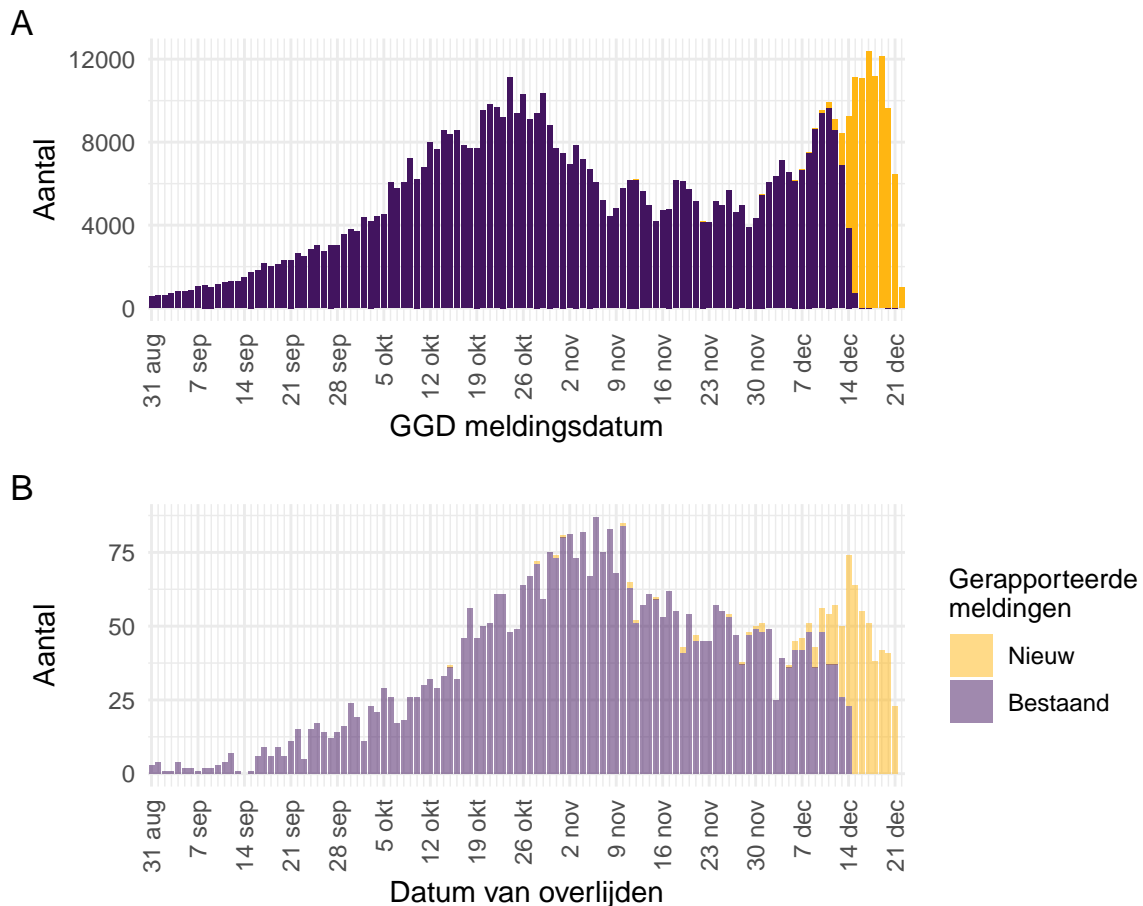 A
12000
8000
4000
0
Aantal
31 aug
7 sep
14 sep
21 sep
28 sep
5 okt
12 okt
19 okt
26 okt
2 nov
9 nov
16 nov
23 nov
30 nov
7 dec
14 dec
21 dec
GGD meldingsdatum
B
75
50
25
0
Aantal
31 aug
7 sep
14 sep
21 sep
28 sep
5 okt
12 okt
19 okt
26 okt
2 nov
9 nov
16 nov
23 nov
30 nov
7 dec
14 dec
21 dec
Datum van overlijden
Gerapporteerde
meldingen
Nieuw
Bestaand